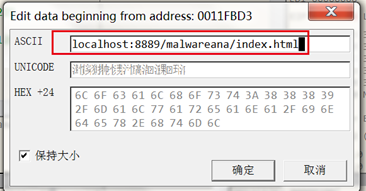 Edit data beginning from address: 0011FBD3
ASCII
localhost:8889/malwareana/index.html
UNICODE
HEX +24
6C 6F 63 61 6C 68 6F 73 74 3A 38 38 38 39
2F 6D 61 6C 77 61 72 65 61 6E 61 2F 69 6E
64 65 78 2E 68 74 6D 6C
保持大小
确定
取消